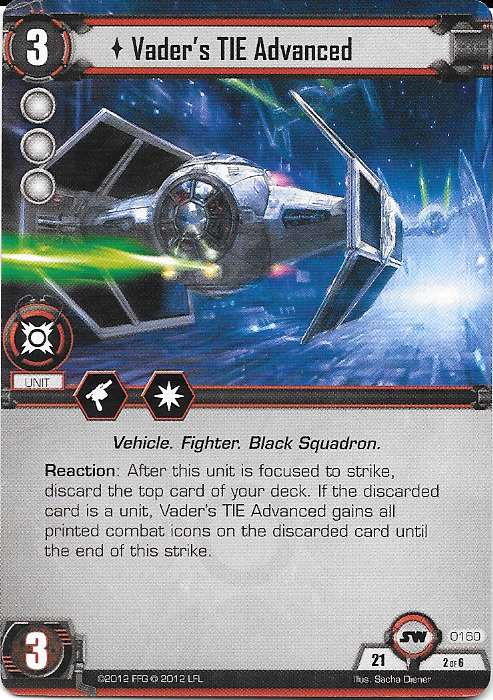 3
Vader's TIE Advanced
UNIT
Vehicle. Fighter. Black Squadron.
Reaction: After this unit is focused to strike,
discard the top card of your deck. If the discarded
card is a unit, Vader's TIE Advanced gains all
printed combat icons on the discarded card until
the end of this strike.
3
SW
0160
21
2 OF 6
©2012 FFG © 2012 LFL
Illus. Sacha Diener